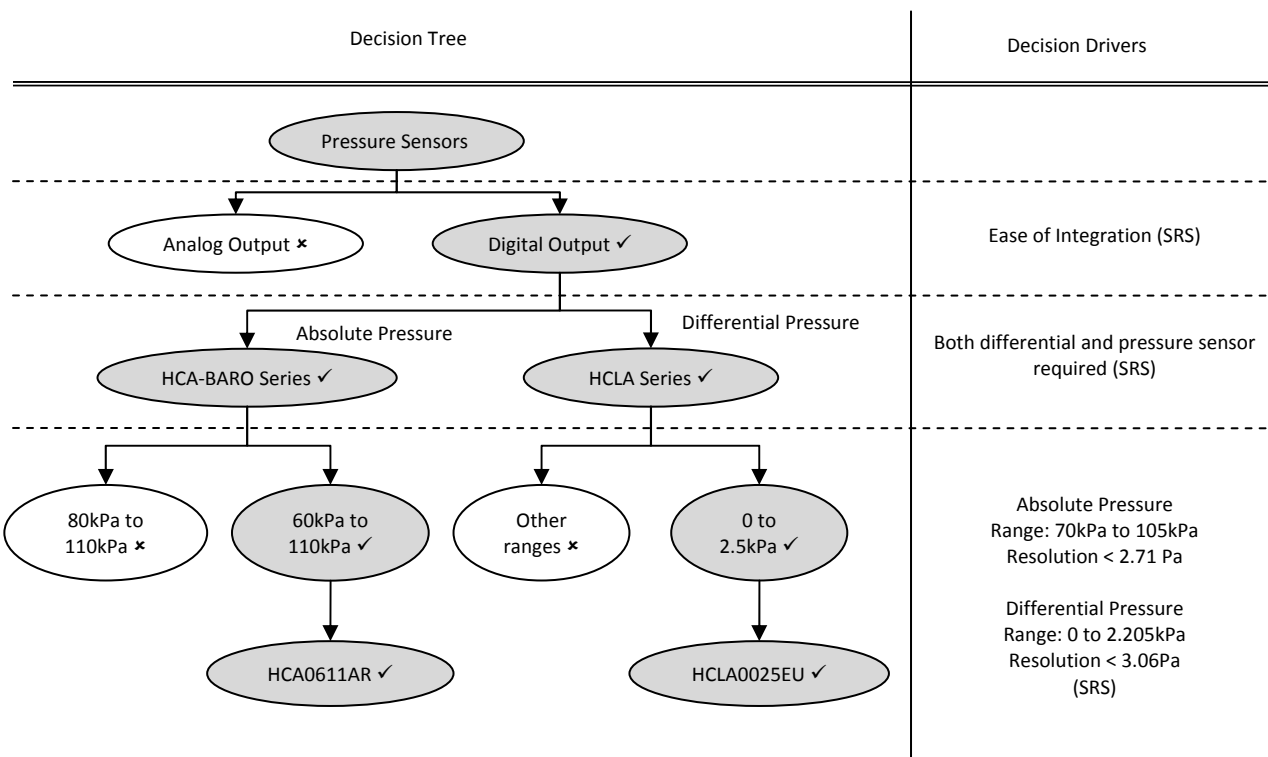 Decision Tree
Decision Drivers
Pressure Sensors
Analog Output ×
Digital Output ✓
Ease of Integration (SRS)
Absolute Pressure
Differential Pressure
HCA-BARO Series ✓
HCLA Series ✓
Both differential and pressure sensor
required (SRS)
80kPa to
110kPa ×
60kPa to
110kPa ✓
Other
ranges ×
0 to
2.5kPa ✓
Absolute Pressure
Range: 70kPa to 105kPa
Resolution < 2.71 Pa
Differential Pressure
Range: 0 to 2.205kPa
Resolution < 3.06Pa
(SRS)
HCA0611AR ✓
HCLA0025EU ✓